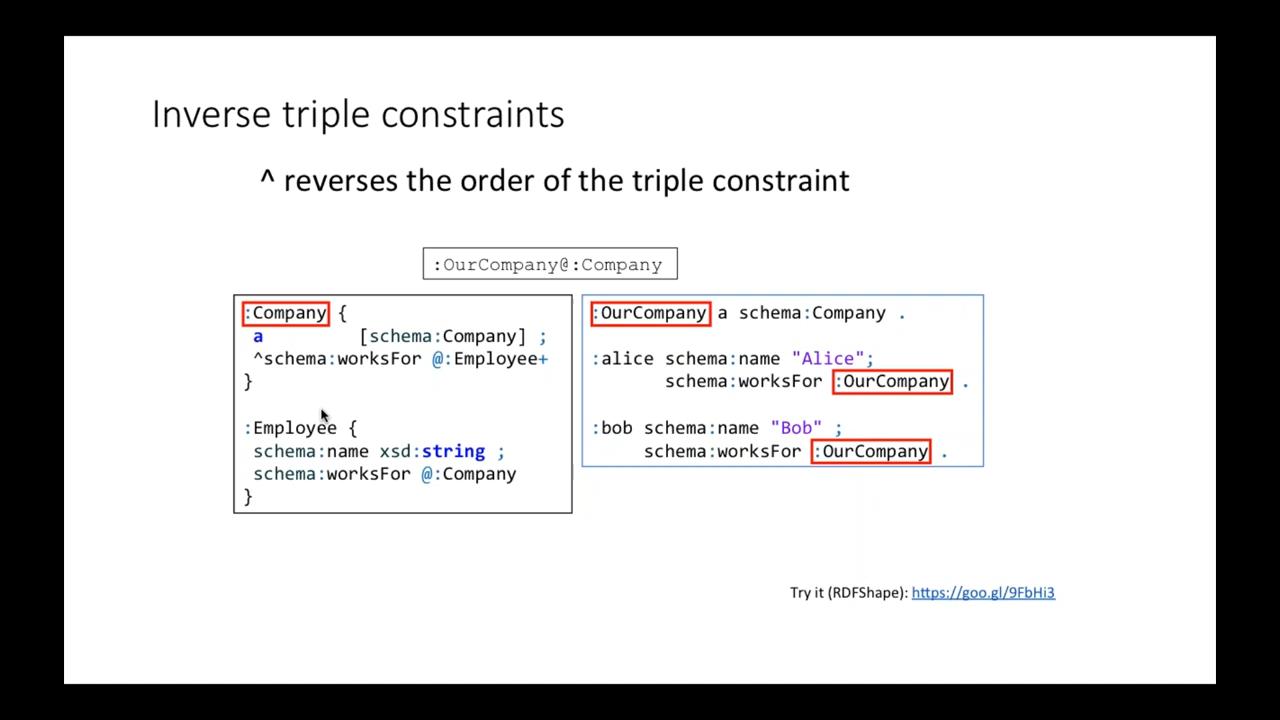 Inverse triple constraints
^ reverses the order of the triple constraint
:OurCompany@:Company
:Company {
a [schema:Company] ;
^schema:worksFor @:Employee+
}
:Employee {
schema:name xsd:string ;
schema:worksFor @:Company
}
:OurCompany a schema:Company .
:alice schema:name "Alice";
schema:worksFor :OurCompany .
:bob schema:name "Bob" ;
schema:worksFor :OurCompany .
Try it (RDFShape): https://goo.gl/9FbHi3